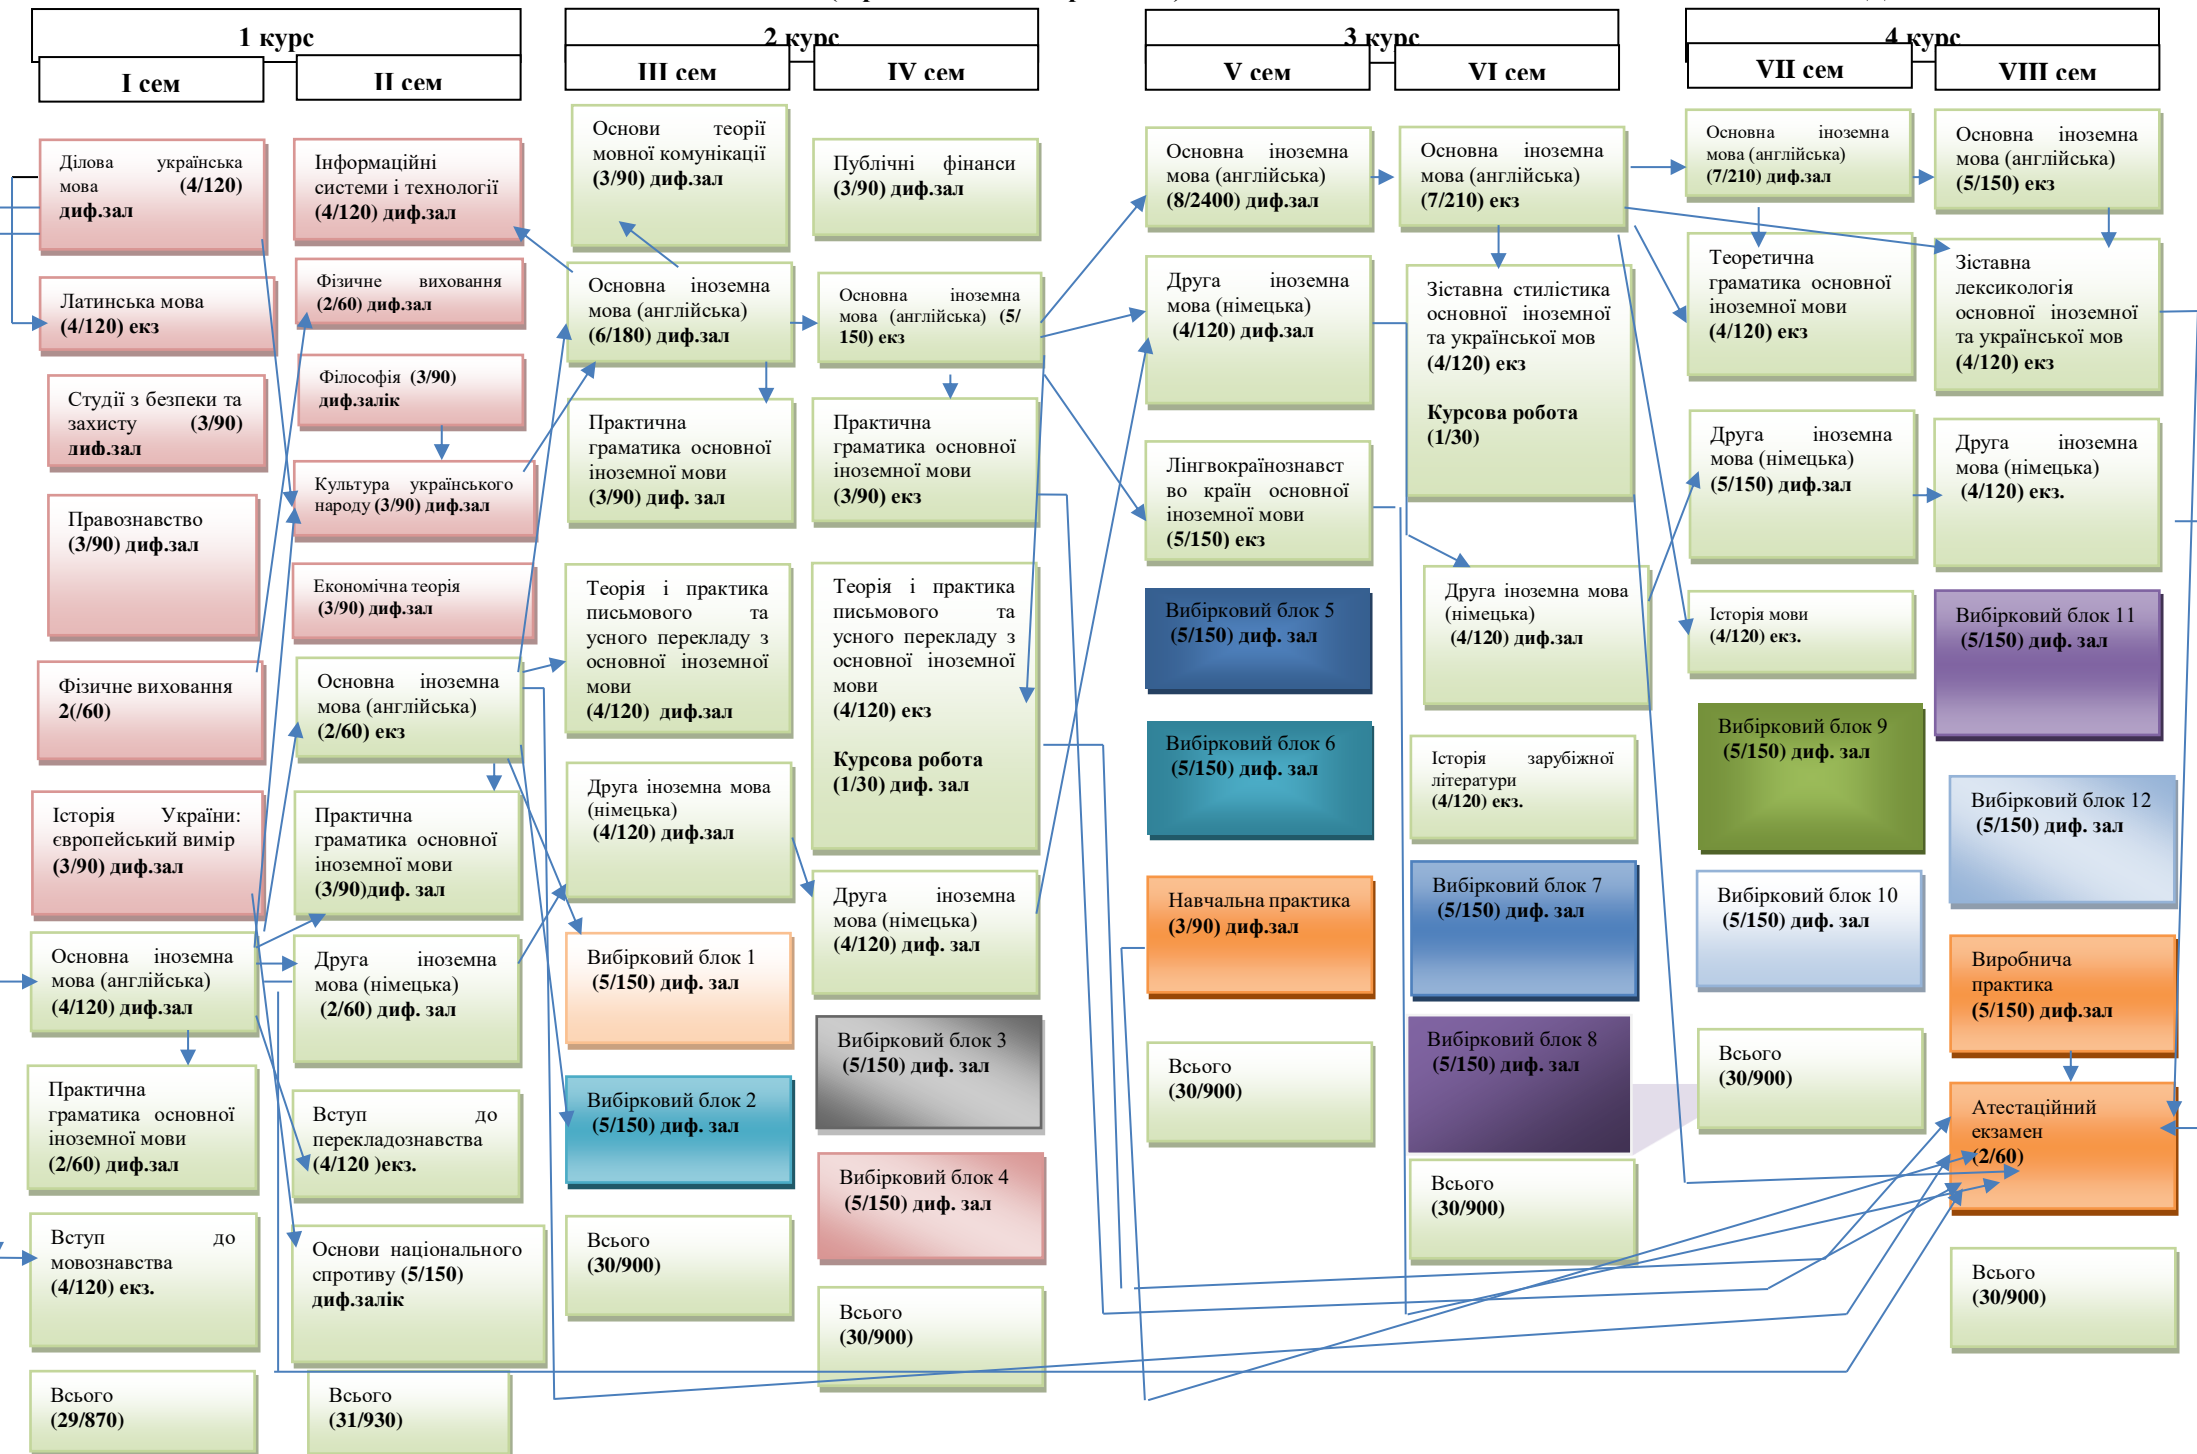 1 курс
2 курс
3 курс
4 курс
І сем
ІІ сем
ІІІ сем
IV сем
V сем
VI сем
VII сем
VIII сем
Ділова українська
мова (4/120)
диф.зал
Латинська мова
(4/120) екз
Студії з безпеки та
захисту (3/90)
диф.зал
Правознавство
(3/90) диф.зал
Фізичне виховання
2(/60)
Історія України:
європейський вимір
(3/90) диф.зал
Основна іноземна
мова (англійська)
(4/120) диф.зал
Практична
граматика основної
іноземної мови
(2/60) диф.зал
Вступ до
мовознавства
(4/120) екз.
Всього
(29/870)
Інформаційні
системи і технології
(4/120) диф.зал
Фізичне виховання
(2/60) диф.зал
Філософія (3/90)
диф.залік
Культура українського
народу (3/90) диф.зал
Економічна теорія
(3/90) диф.зал
Основна іноземна
мова (англійська)
(2/60) екз
Практична
граматика основної
іноземної мови
(3/90)диф. зал
Друга іноземна
мова (німецька)
(2/60) диф. зал
Вступ до
перекладознавства
(4/120 )екз.
Основи національного
спротиву (5/150)
диф.залік
Всього
(31/930)
Основи теорії
мовної комунікації
(3/90) диф.зал
Основна іноземна
мова (англійська)
(6/180) диф.зал
Практична
граматика основної
іноземної мови
(3/90) диф. зал
Теорія і практика
письмового та
усного перекладу з
основної іноземної
мови
(4/120) диф.зал
Друга іноземна мова
(німецька)
(4/120) диф.зал
Вибірковий блок 1
(5/150) диф. зал
Вибірковий блок 2
(5/150) диф. зал
Всього
(30/900)
Публічні фінанси
(3/90) диф.зал
Основна іноземна
мова (англійська) (5/
150) екз
Практична
граматика основної
іноземної мови
(3/90) екз
Теорія і практика
письмового та
усного перекладу з
основної іноземної
мови
(4/120) екз
Курсова робота
(1/30) диф. зал
Друга іноземна
мова (німецька)
(4/120) диф. зал
Вибірковий блок 3
(5/150) диф. зал
Вибірковий блок 4
(5/150) диф. зал
Всього
(30/900)
Основна іноземна
мова (англійська)
(8/2400) диф.зал
Друга іноземна
мова (німецька)
(4/120) диф.зал
Лінгвокраїнознавст
во країн основної
іноземної мови
(5/150) екз
Вибірковий блок 5
(5/150) диф. зал
Вибірковий блок 6
(5/150) диф. зал
Навчальна практика
(3/90) диф.зал
Всього
(30/900)
Основна іноземна
мова (англійська)
(7/210) екз
Зіставна стилістика
основної іноземної
та української мов
(4/120) екз
Курсова робота
(1/30)
Друга іноземна мова
(німецька)
(4/120) диф.зал
Історія зарубіжної
літератури
(4/120) екз.
Вибірковий блок 7
(5/150) диф. зал
Вибірковий блок 8
(5/150) диф. зал
Всього
(30/900)
Основна іноземна
мова (англійська)
(7/210) диф.зал
Теоретична
граматика основної
іноземної мови
(4/120) екз
Друга іноземна
мова (німецька)
(5/150) диф.зал
Історія мови
(4/120) екз.
Вибірковий блок 9
(5/150) диф. зал
Вибірковий блок 10
(5/150) диф. зал
Всього
(30/900)
Основна іноземна
мова (англійська)
(5/150) екз
Зіставна
лексикологія
основної іноземної
та української мов
(4/120) екз
Друга іноземна
мова (німецька)
(4/120) екз.
Вибірковий блок 11
(5/150) диф. зал
Вибірковий блок 12
(5/150) диф. зал
Виробнича
практика
(5/150) диф.зал
Атестаційний
екзамен
(2/60)
Всього
(30/900)